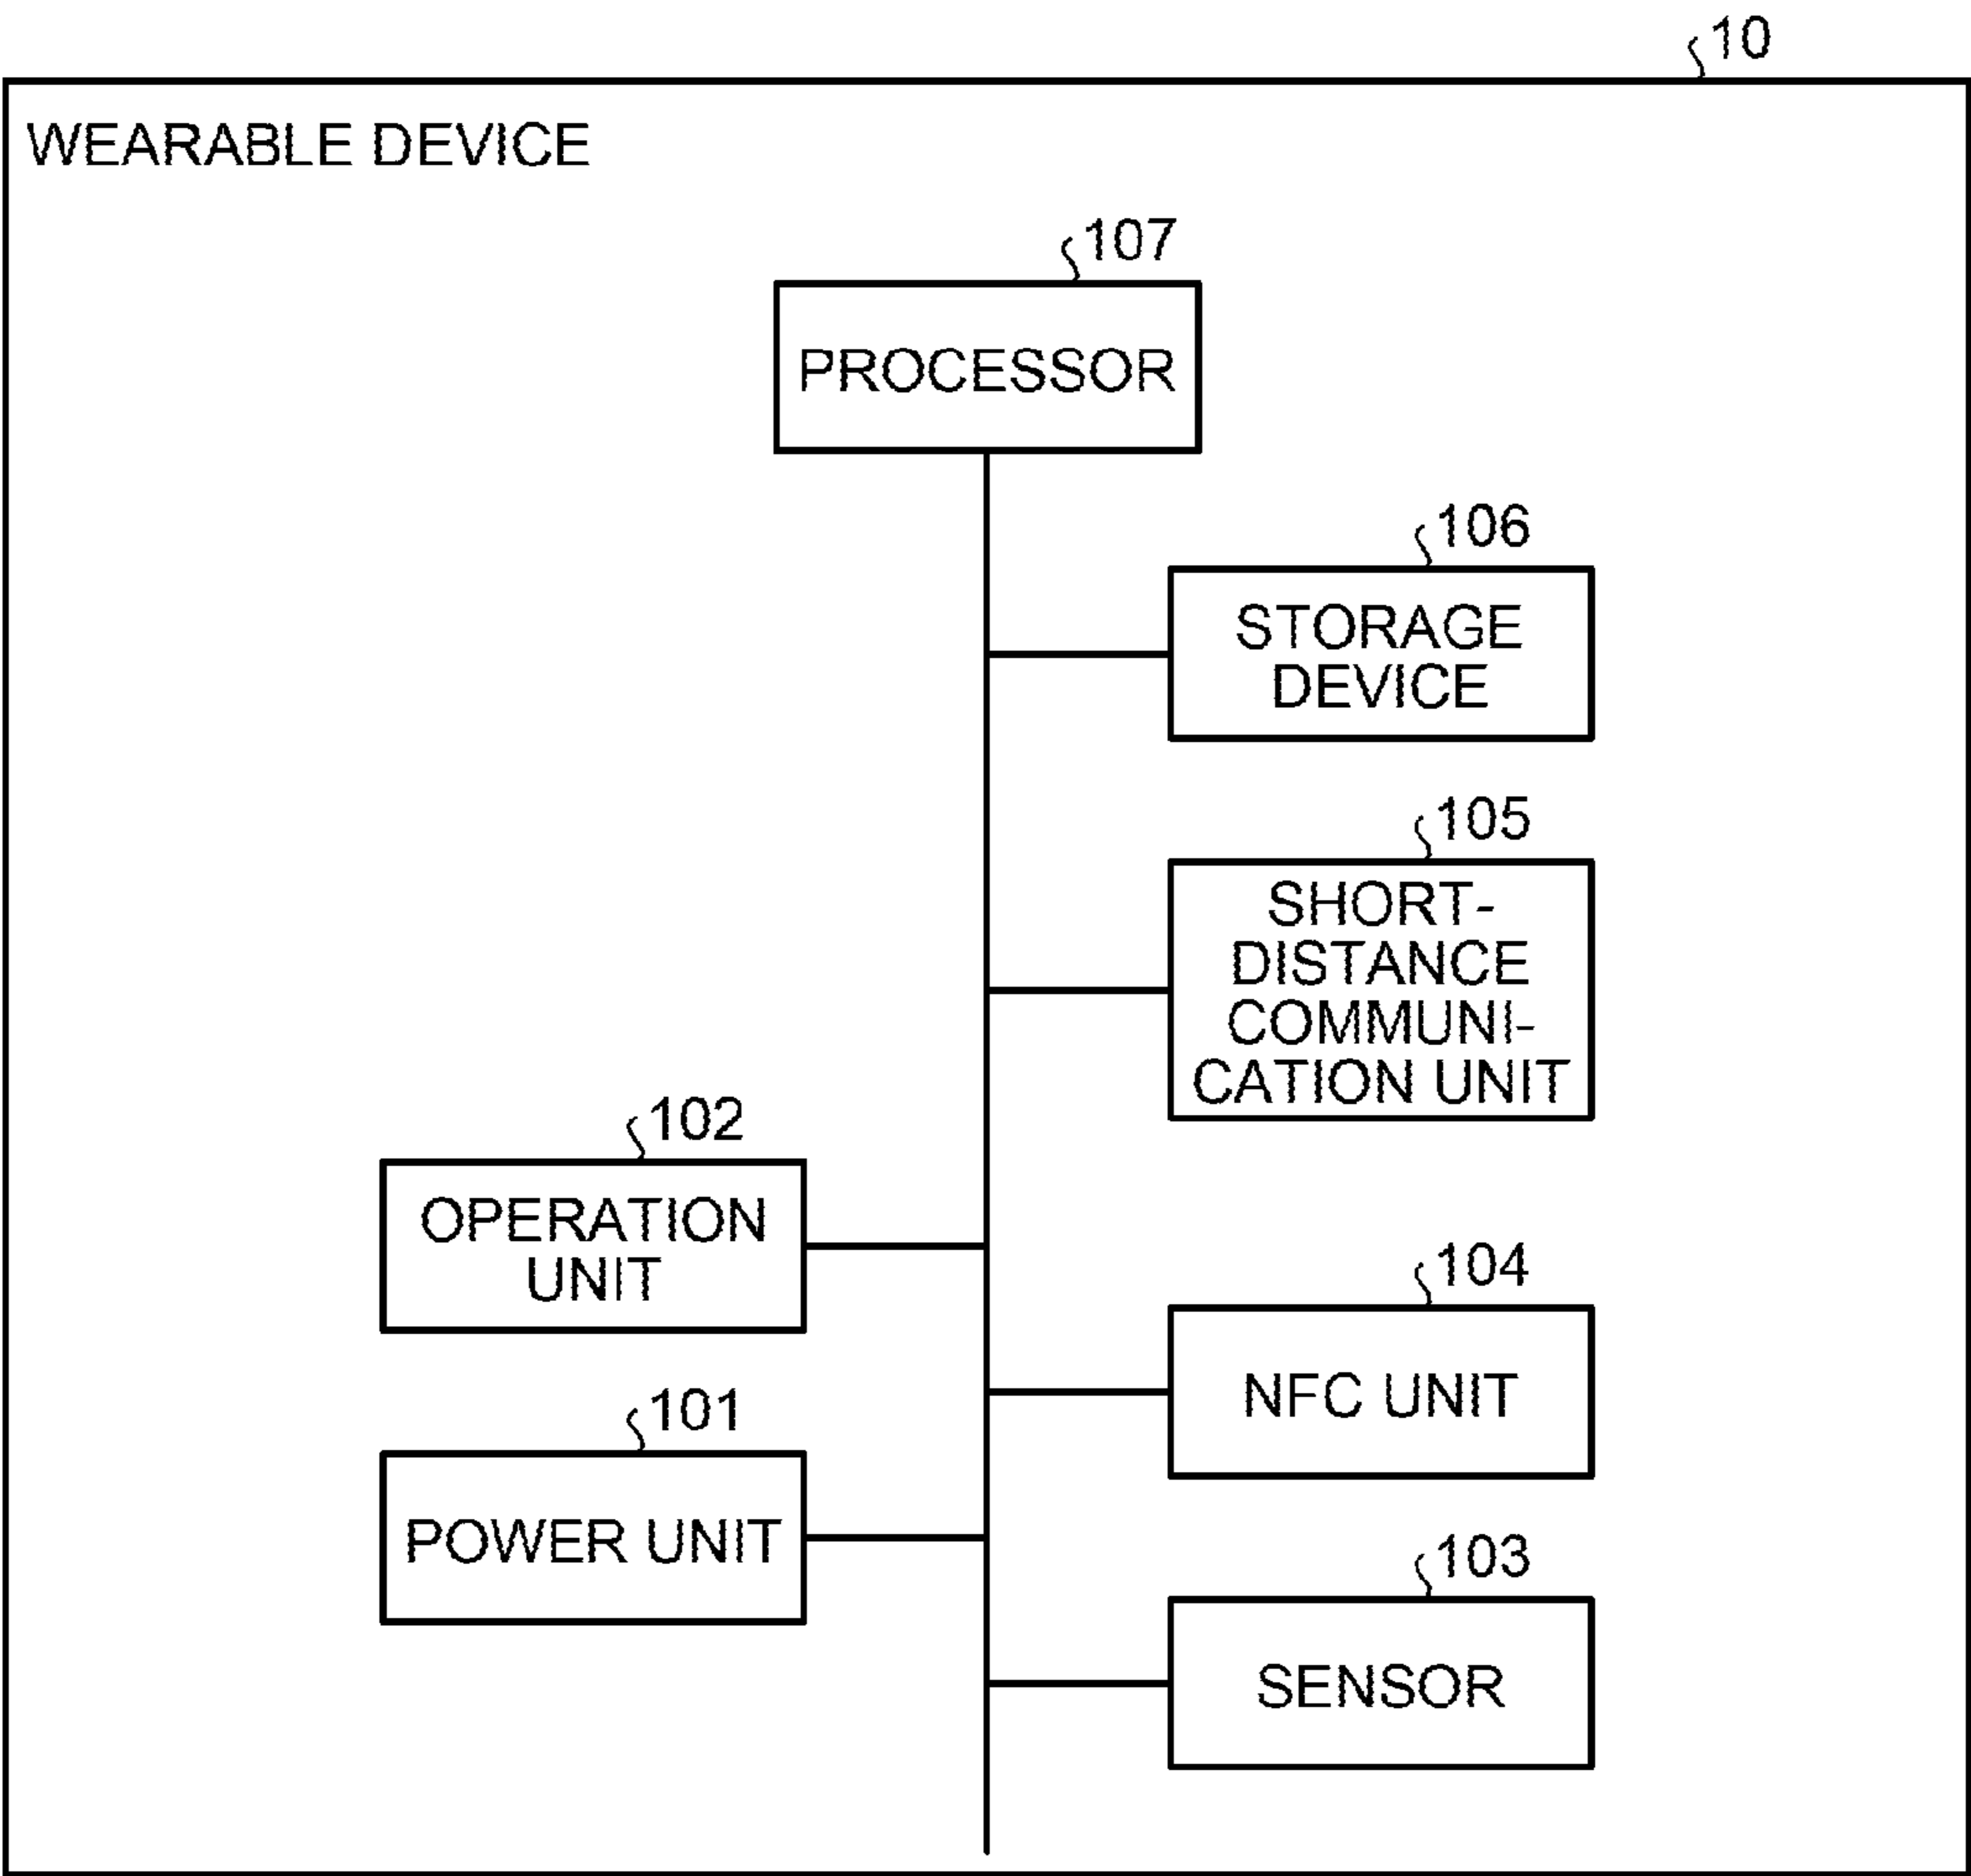 10
WEARABLE DEVICE
107
PROCESSOR
106
STORAGE
DEVICE
105
SHORT-
DISTANCE
COMMUNI-
CATION UNIT
102
OPERATION
UNIT
104
NFC UNIT
101
POWER UNIT
103
SENSOR